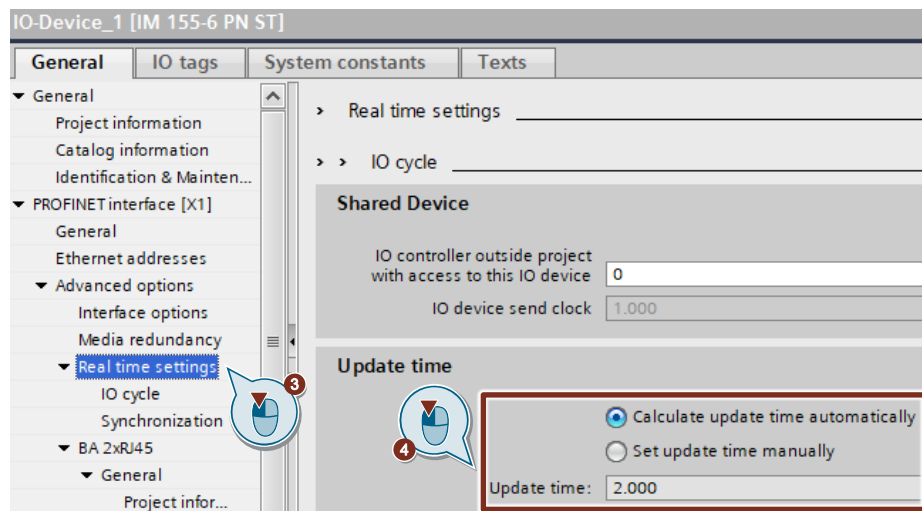 IO-Device_1 [IM 155-6 PN ST]
General
IO tags
System constants
Texts
General
Project information
Catalog information
Identification & Mainten...
PROFINET interface [X1]
General
Ethernet addresses
Advanced options
Interface options
Media redundancy
Real time settings
IO cycle
Synchronization
BA 2xRJ45
General
Project infor...
3
Real time settings
IO cycle
Shared Device
IO controller outside project
with access to this IO device
0
IO device send clock
1.000
Update time
4
Calculate update time automatically
Set update time manually
Update time:
2.000